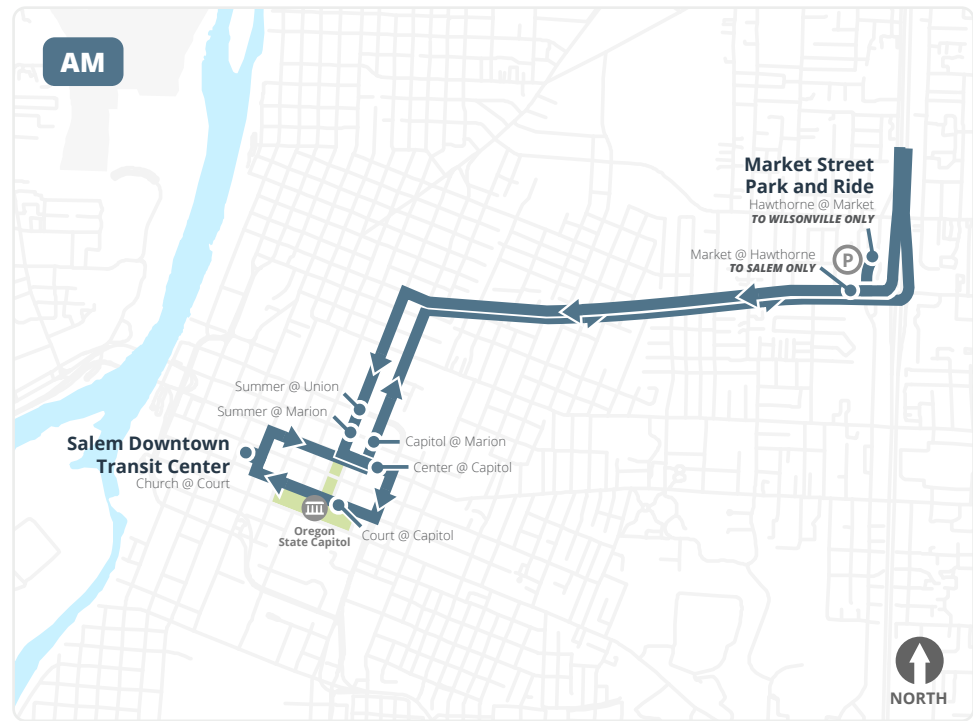 AM
Market Street
Park and Ride
Hawthorne @ Market
TO WILSONVILLE ONLY
Market @ Hawthorne
TO SALEM ONLY
P
Summer @ Union
Summer @ Marion
Capitol @ Marion
Center @ Capitol
Salem Downtown
Transit Center
Church @ Court
Oregon
State Capitol
Court @ Capitol
NORTH